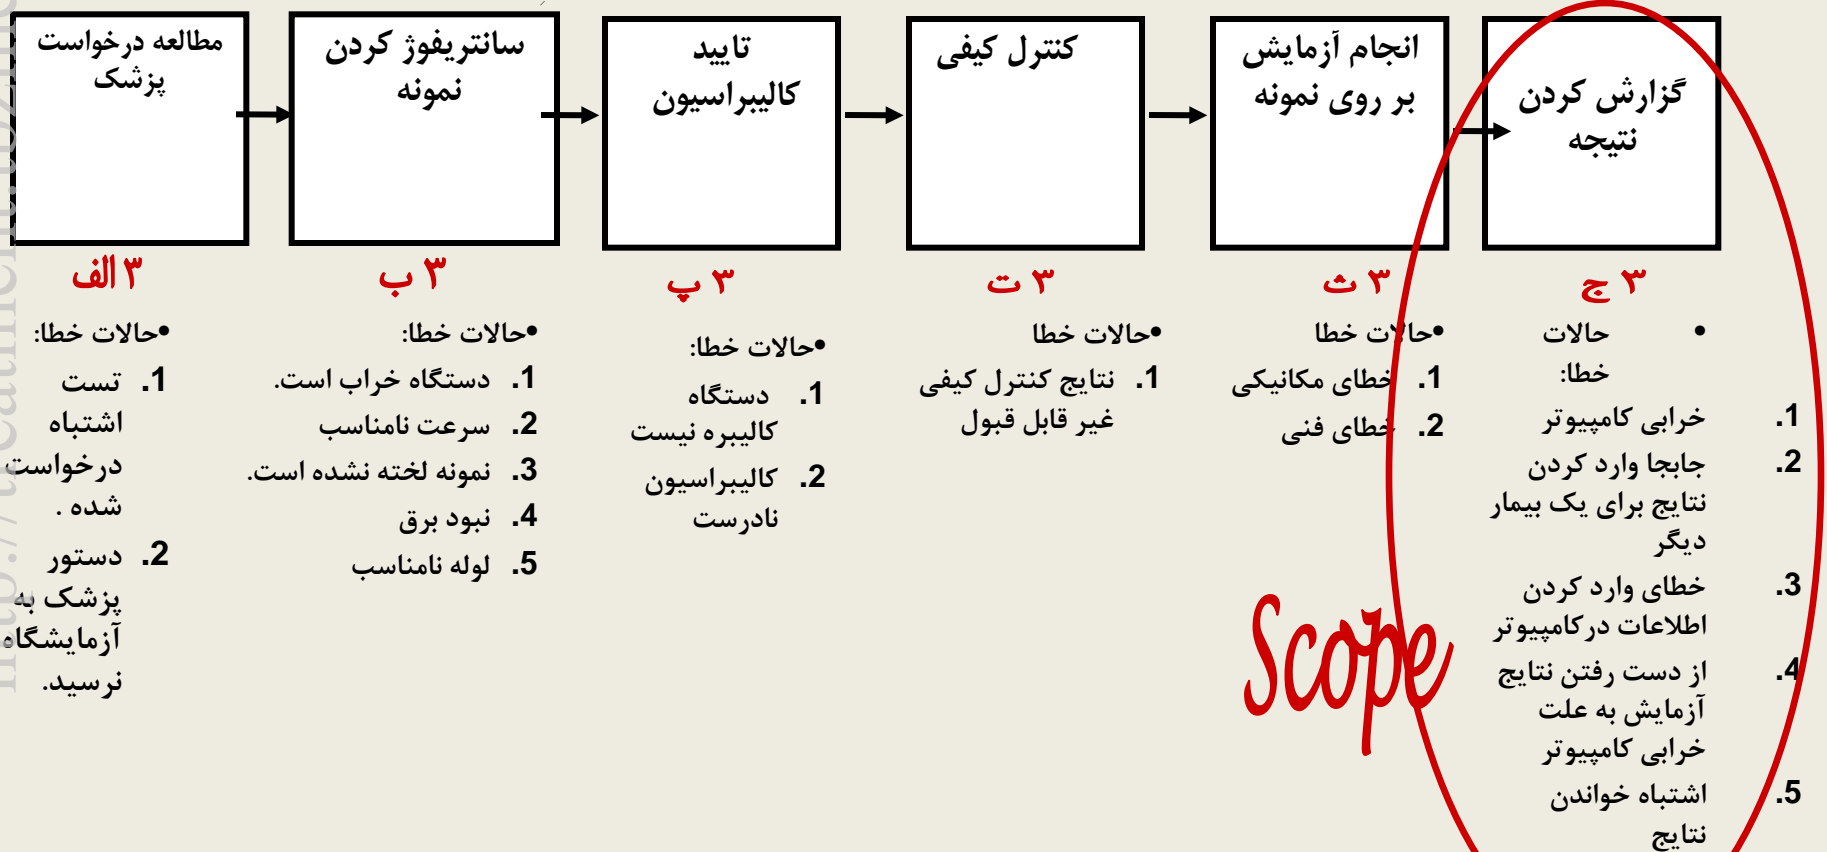 مطالعه درخواست
پزشک
سانتریفوژ کردن
نمونه
تایید
کالیبراسیون
کنترل کیفی
انجام آزمایش
بر روی نمونه
گزارش کردن
نتیجه
۳ الف
•حالات خطا:
1. تست
اشتباه
درخواست
شده .
2. دستور
پزشک به
آزمایشگاه
نرسید.
۳ ب
•حالات خطا:
1. دستگاه خراب است.
2. سرعت نامناسب
3. نمونه لخته نشده است.
4. نبود برق
5. لوله نامناسب
۳ پ
•حالات خطا:
1. دستگاه
کالیبره نیست
2. کالیبراسیون
نادرست
۳ ت
•حالات خطا
1. نتایج کنترل کیفی
غیر قابل قبول
۳ ث
•حالات خطا
1. خطای مکانیکی
2. خطای فنی
۳ ج
• حالات
خطا:
1. خرابی کامپیوتر
2. جابجا وارد کردن
نتایج برای یک بیمار
دیگر
3. خطای وارد کردن
اطلاعات درکامپیوتر
4. از دست رفتن نتایج
آزمایش به علت
خرابی کامپیوتر
5. اشتباه خواندن
نتایج
Scope